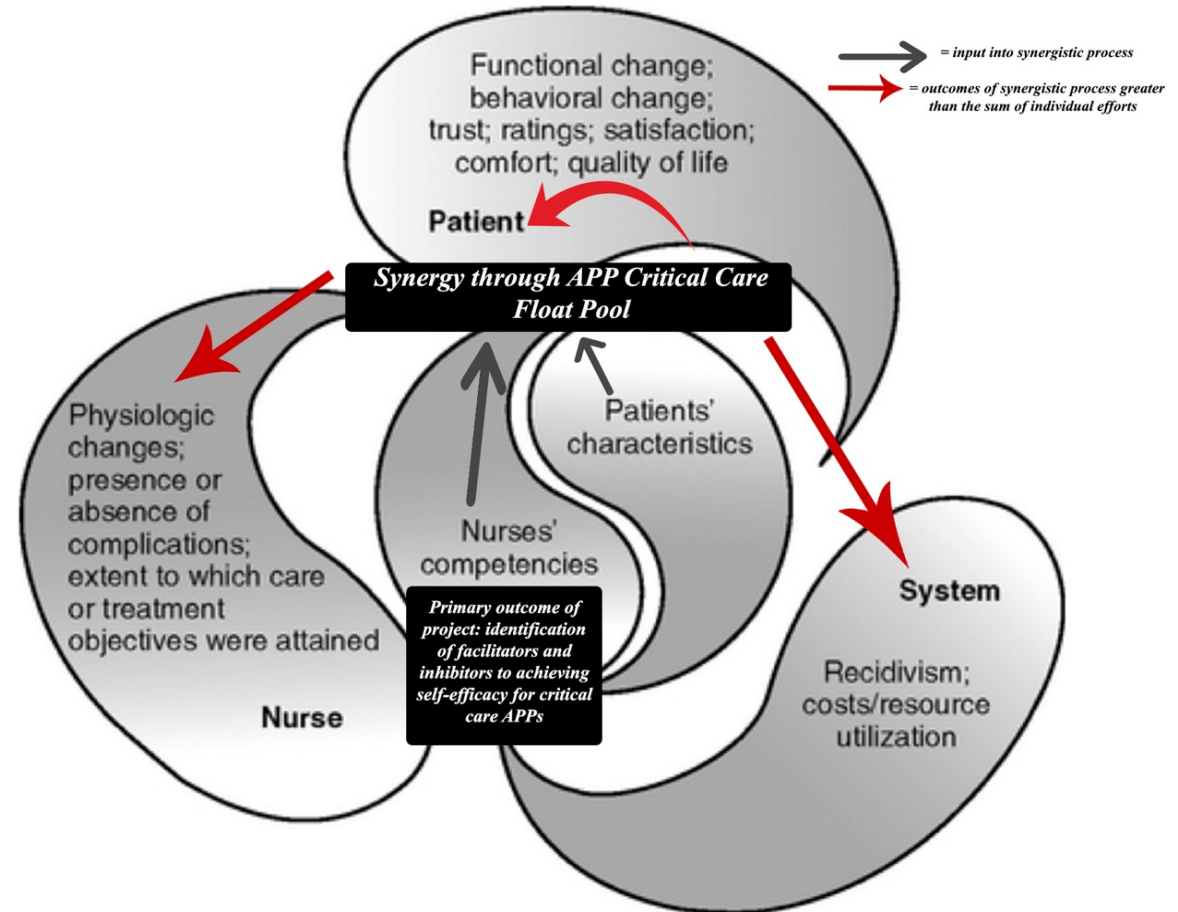 = input into synergistic process
= outcomes of synergistic process greater
than the sum of individual efforts
Functional change;
behavioral change;
trust; ratings; satisfaction;
comfort; quality of life
Patient
Synergy through APP Critical Care
Float Pool
Physiologic
changes;
presence or
absence of
complications;
extent to which care
or treatment
objectives were attained
Nurse
Patients'
characteristics
Nurses'
competencies
Primary outcome of
project: identification
of facilitators and
inhibitors to achieving
self-efficacy for critical
care APPs
System
Recidivism;
costs/resource
utilization